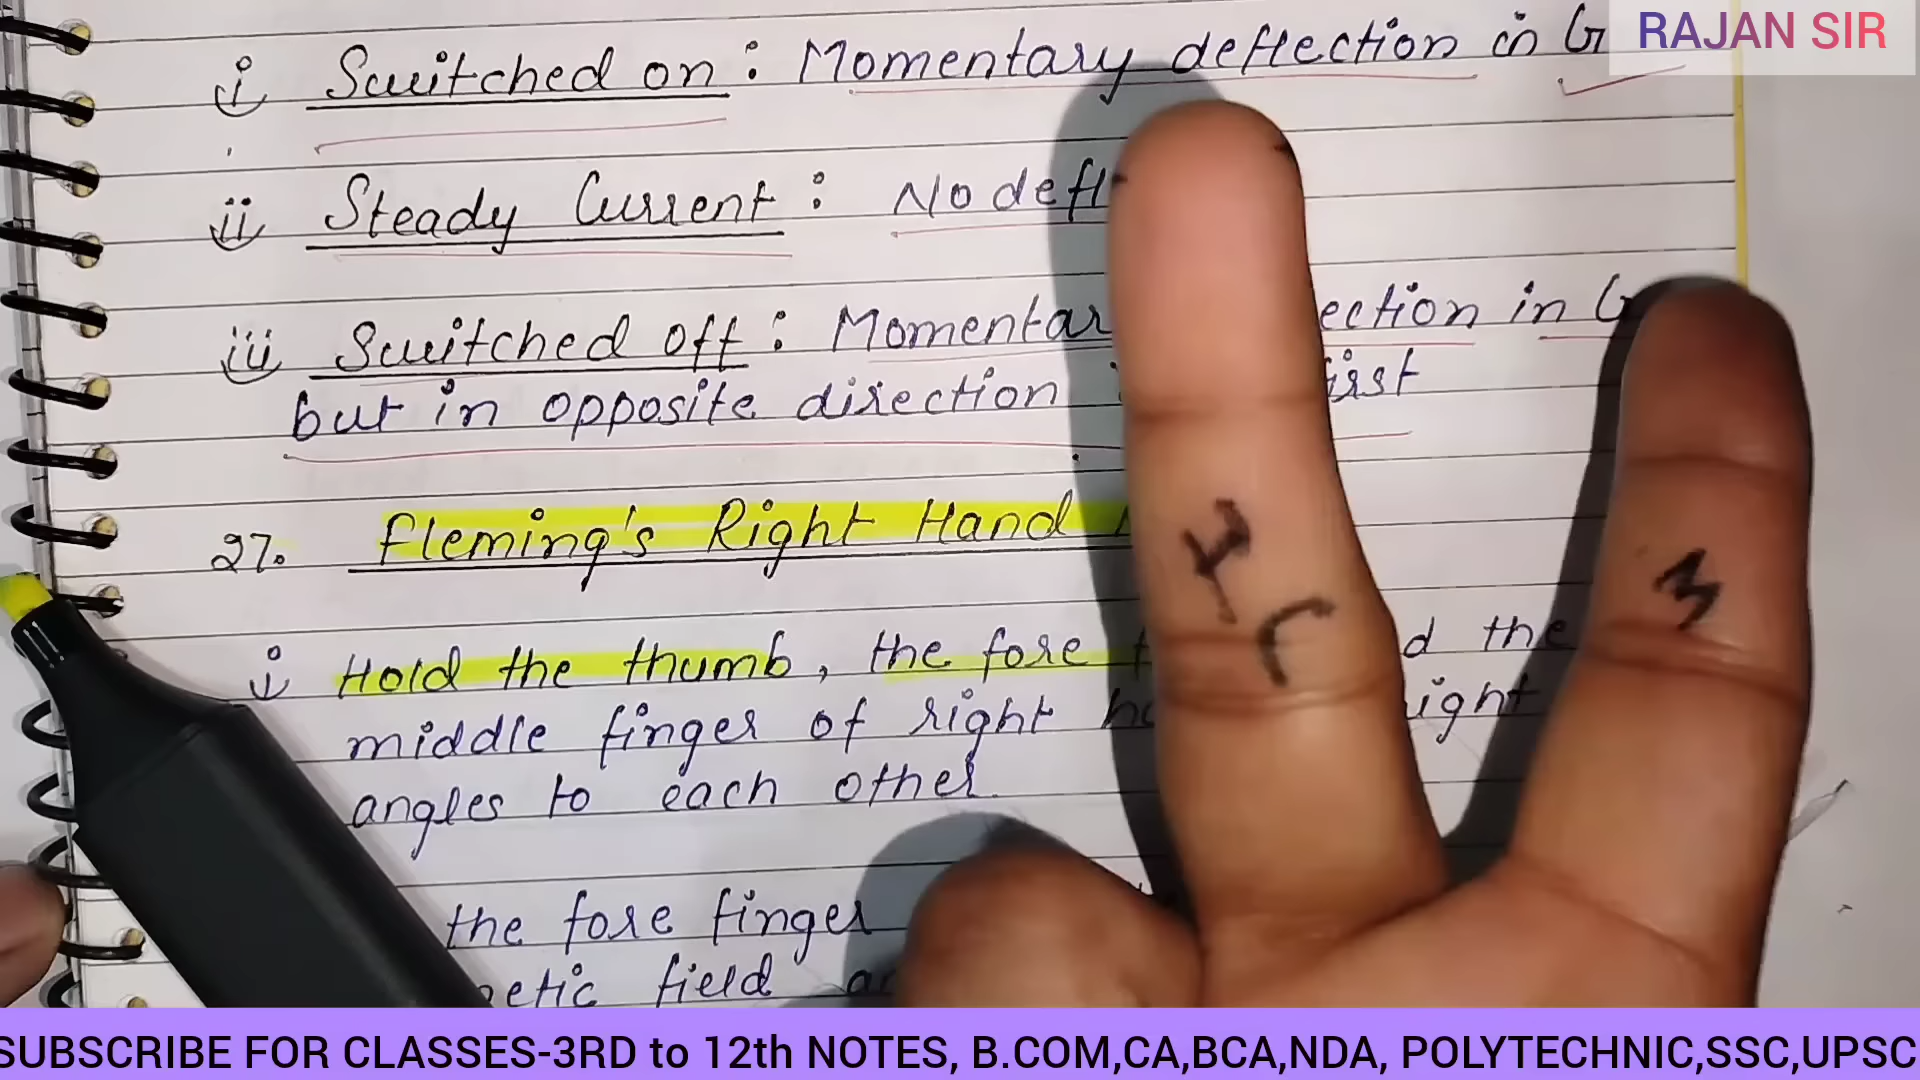 RAJAN SIR
i Switched on : Momentary deflection in G
ii Steady Current : No defl
iii Switched off : Momentar ection in G
but in opposite direction irst
27. Fleming's Right Hand
i Hold the thumb, the fore f d the
middle finger of right ha ight
angles to each other.
the fore finger
netic field an
SUBSCRIBE FOR CLASSES-3RD to 12th NOTES, B.COM,CA,BCA,NDA, POLYTECHNIC,SSC,UPSC